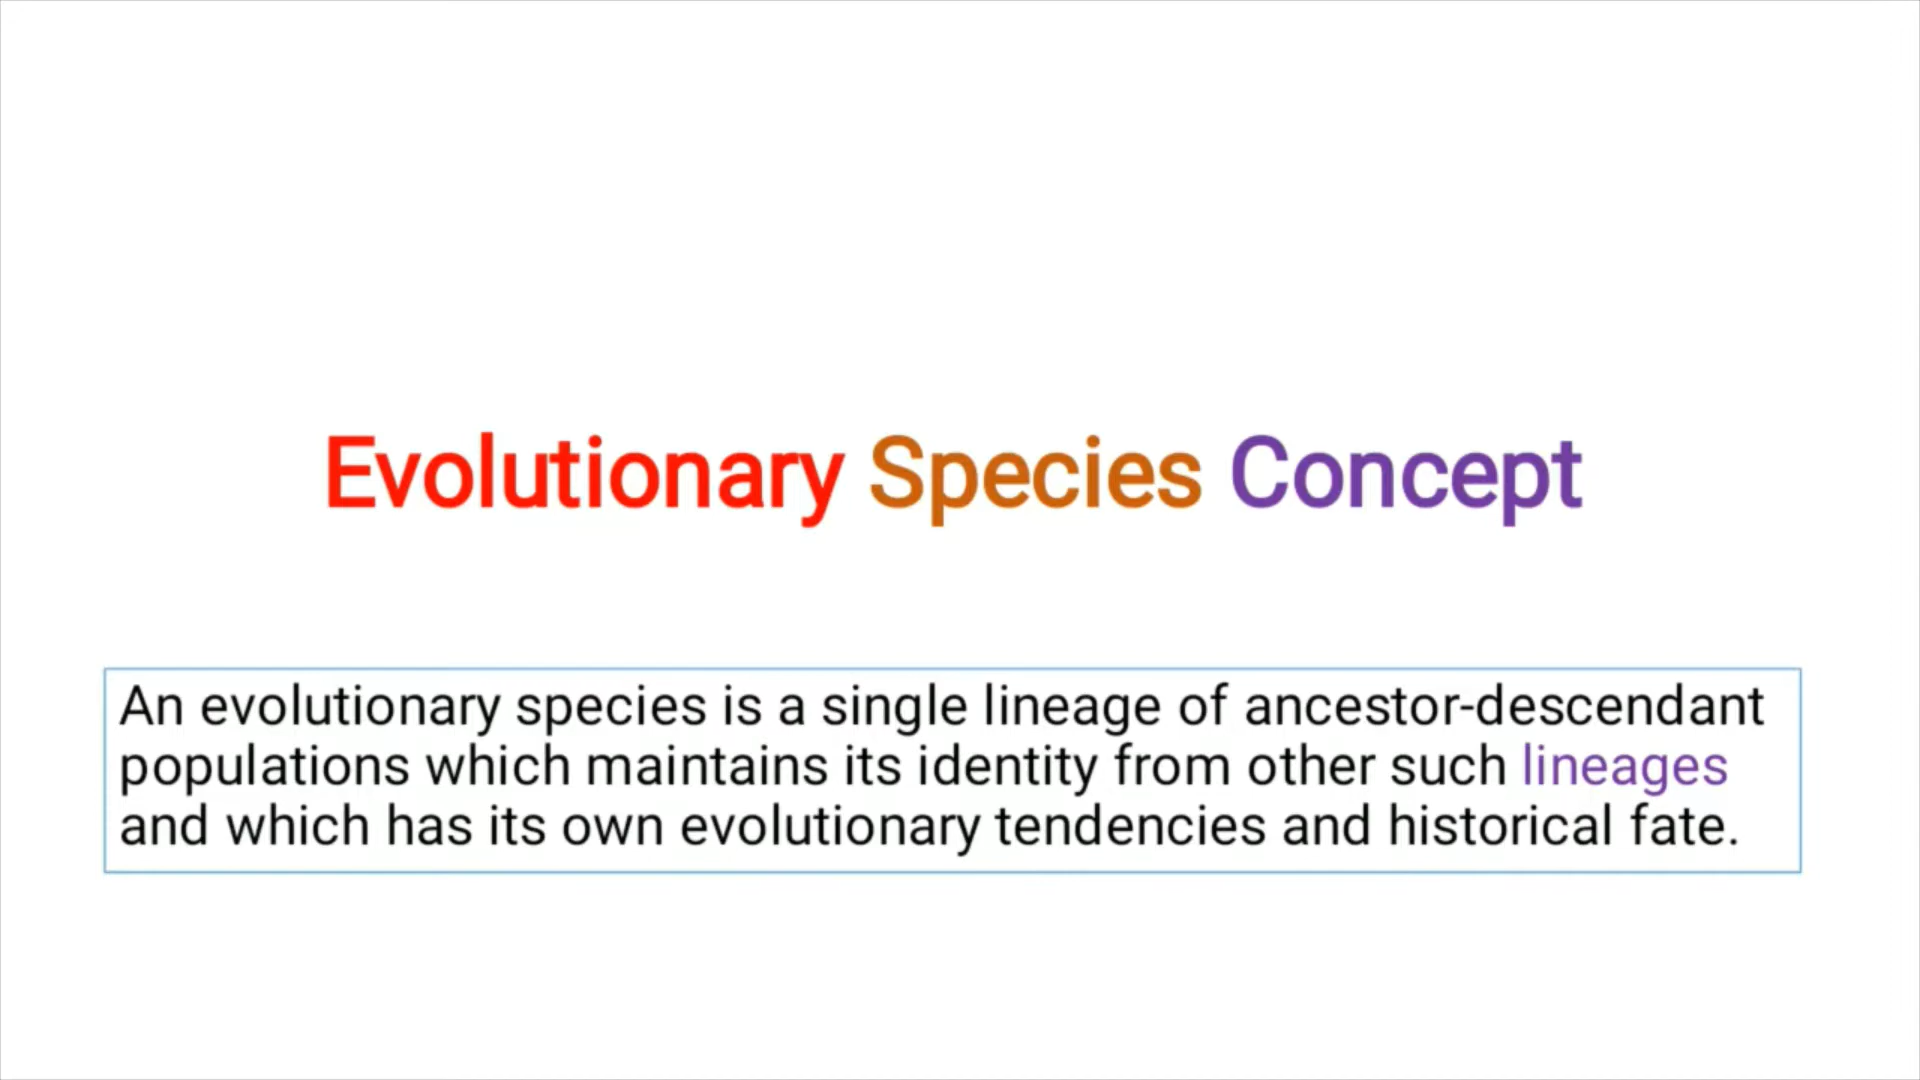 Evolutionary Species Concept
An evolutionary species is a single lineage of ancestor-descendant
populations which maintains its identity from other such lineages
and which has its own evolutionary tendencies and historical fate.